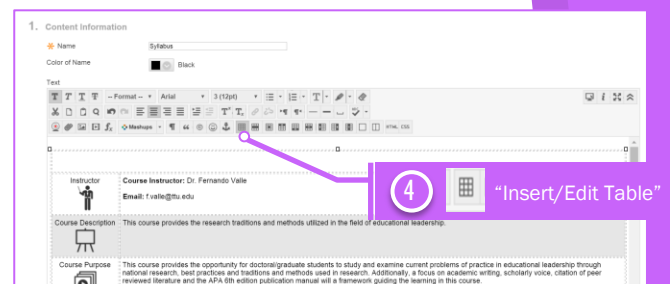 1. Content Information
Name Syllabus
Color of Name Black
Text
T T T T -- Format -- Arial 3 (12pt) T
Mashups HTML CSS
Instructor Course Instructor: Dr. Fernando Valle
Email: f.valle@ttu.edu
4 “Insert/Edit Table”
Course Description This course provides the research traditions and methods utilized in the field of educational leadership.
Course Purpose This course provides the opportunity for doctoral/graduate students to study and examine current problems of practice in educational leadership through
national research, best practices and traditions and methods used in research. Additionally, a focus on academic writing, scholarly voice, citation of peer
reviewed literature and the APA 6th edition publication manual will a framework guiding the learning in this course.